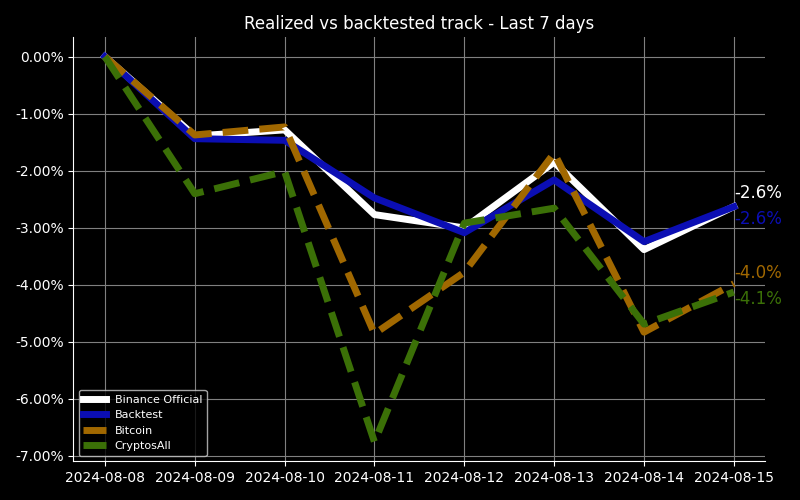 Realized vs backtested track - Last 7 days
0.00%
-1.00%
-2.00%
-3.00%
-4.00%
-5.00%
-6.00%
-7.00%
-2.6%
-2.6%
-4.0%
-4.1%
Binance Official
Backtest
Bitcoin
CryptosAll
2024-08-08 2024-08-09 2024-08-10 2024-08-11 2024-08-12 2024-08-13 2024-08-14 2024-08-15